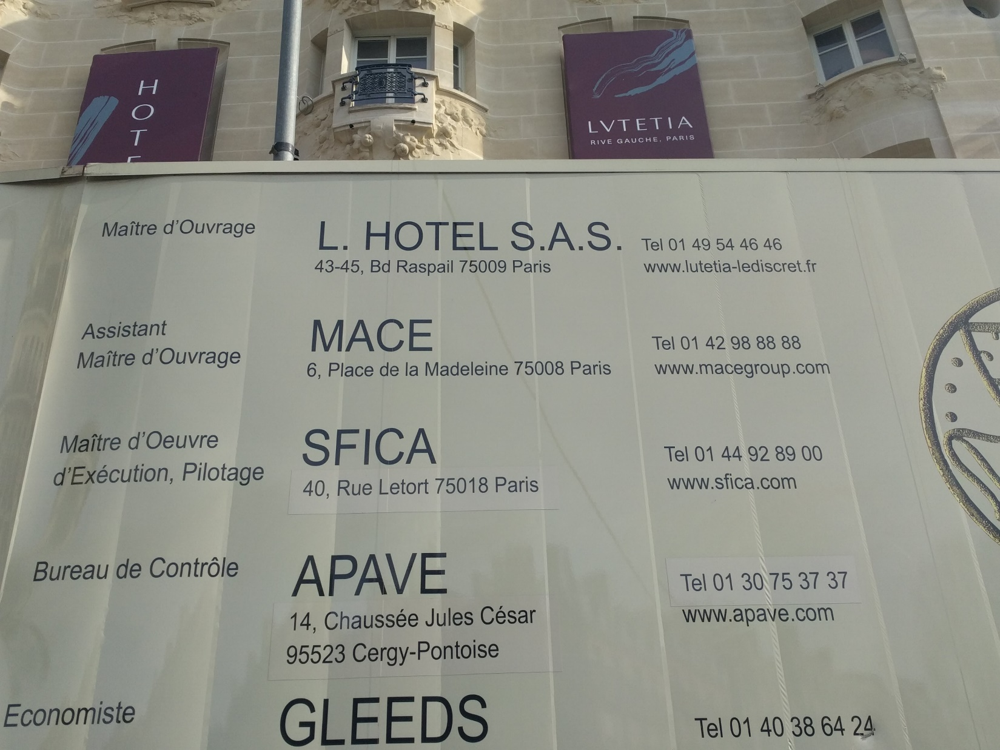 H
O
T
LVTETIA
RIVE GAUCHE, PARIS
Maître d'Ouvrage
L. HOTEL S.A.S.
43-45, Bd Raspail 75009 Paris
Tel 01 49 54 46 46
www.lutetia-lediscret.fr
Assistant
Maître d'Ouvrage
MACE
6, Place de la Madeleine 75008 Paris
Tel 01 42 98 88 88
www.macegroup.com
Maître d'Oeuvre
d'Exécution, Pilotage
SFICA
40, Rue Letort 75018 Paris
Tel 01 44 92 89 00
www.sfica.com
Bureau de Contrôle
APAVE
14, Chaussée Jules César
95523 Cergy-Pontoise
Tel 01 30 75 37 37
www.apave.com
Economiste
GLEEDS
Tel 01 40 38 64 24